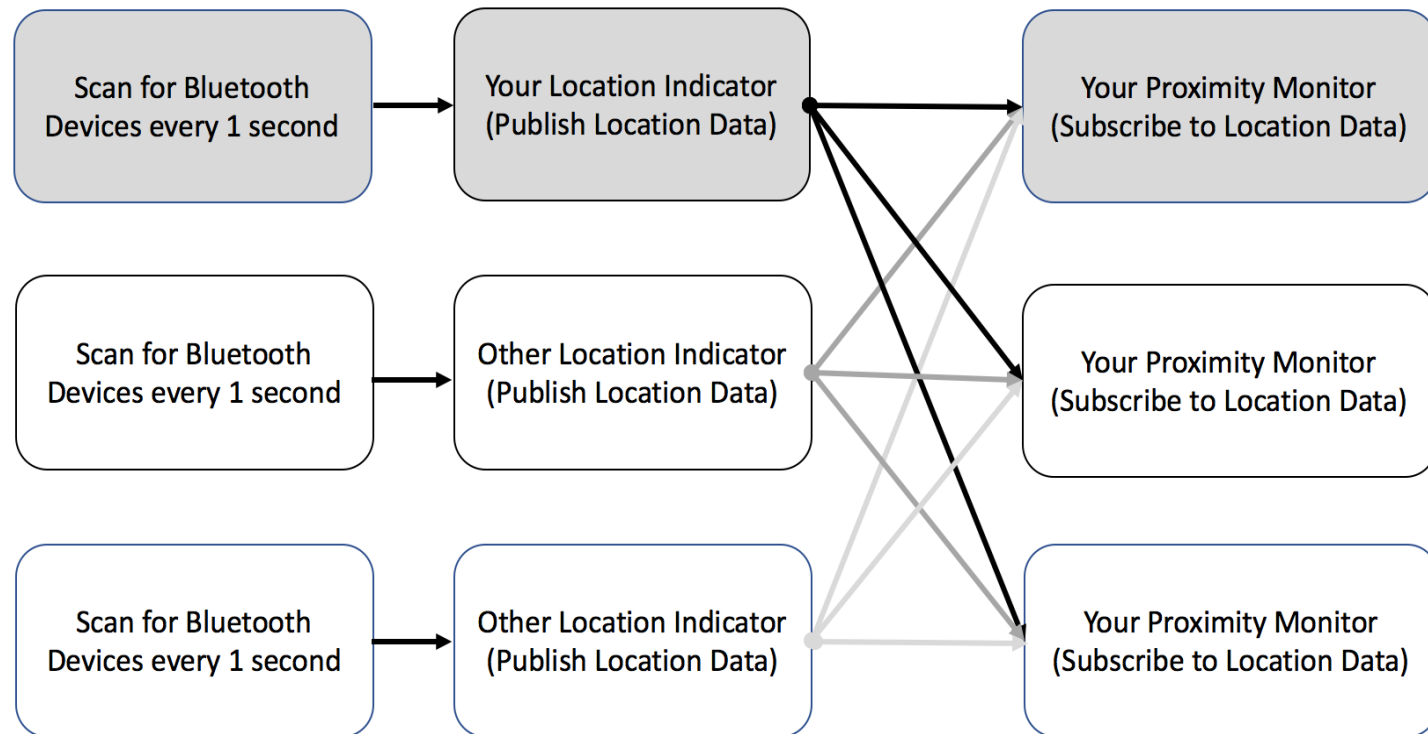 Scan for Bluetooth
Devices every 1 second
Your Location Indicator
(Publish Location Data)
Your Proximity Monitor
(Subscribe to Location Data)
Scan for Bluetooth
Devices every 1 second
Other Location Indicator
(Publish Location Data)
Your Proximity Monitor
(Subscribe to Location Data)
Scan for Bluetooth
Devices every 1 second
Other Location Indicator
(Publish Location Data)
Your Proximity Monitor
(Subscribe to Location Data)